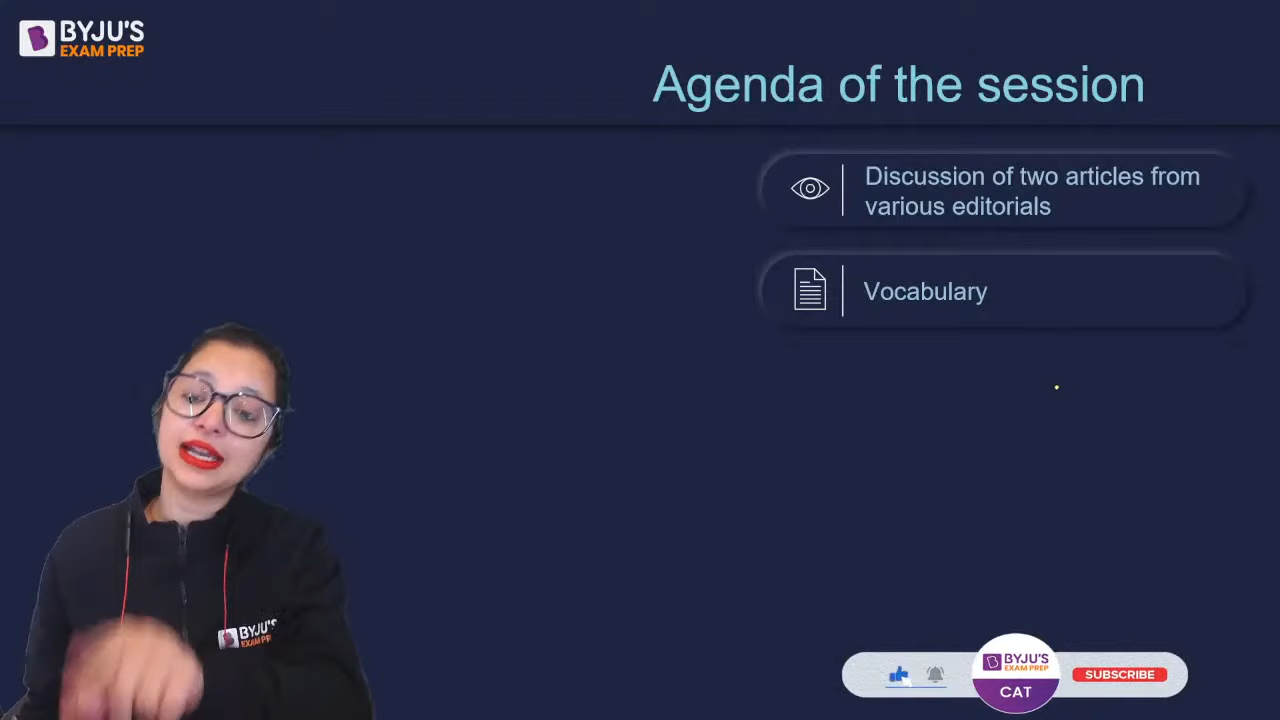 BYJU'S
EXAM PREP
Agenda of the session
Discussion of two articles from
various editorials
Vocabulary
BYJU'S
BYJU'S
EXAM PREP
CAT
SUBSCRIBE